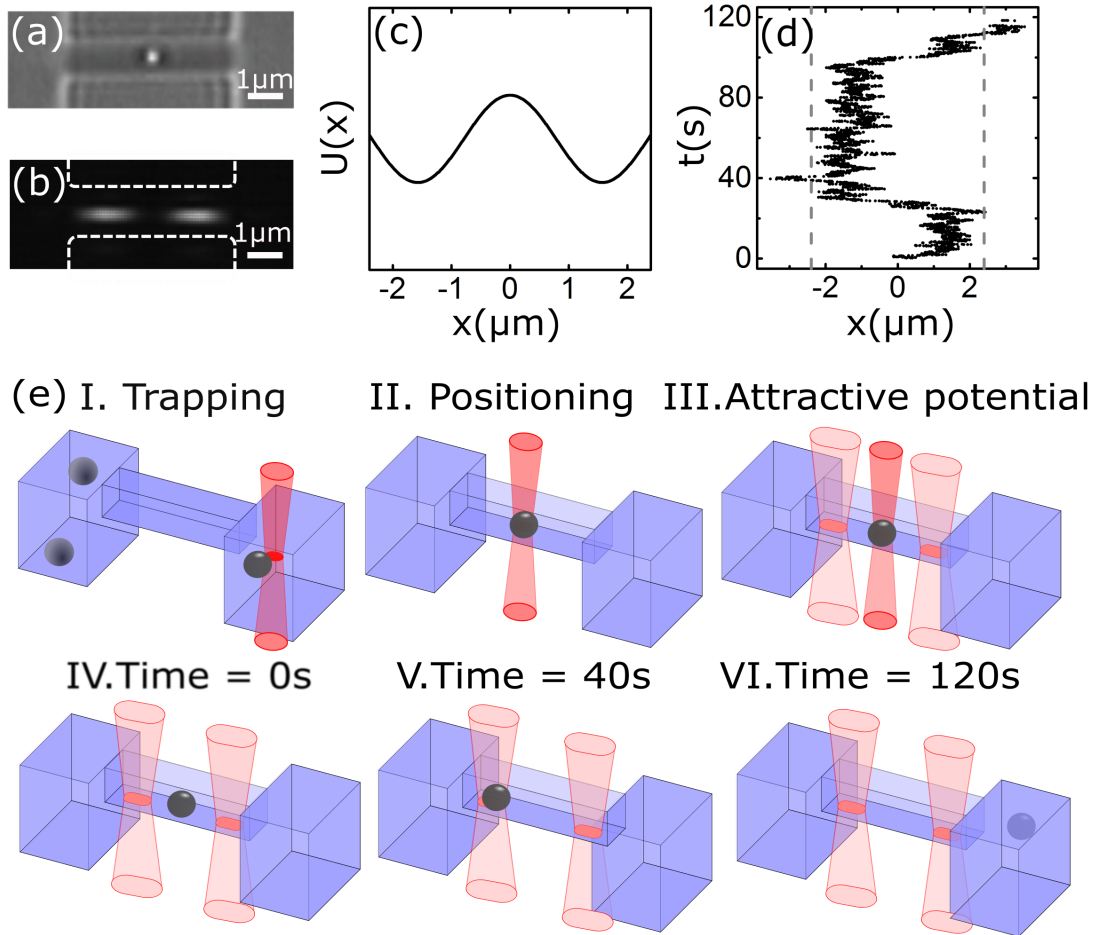 (a)
1μm
(b)
1μm
(c)
U(x)
-2 -1 0 1 2
x(μm)
(d)
120
80
40
0
t(s)
-2 0 2
x(μm)
(e) I. Trapping
II. Positioning
III.Attractive potential
IV.Time = 0s
V.Time = 40s
VI.Time = 120s